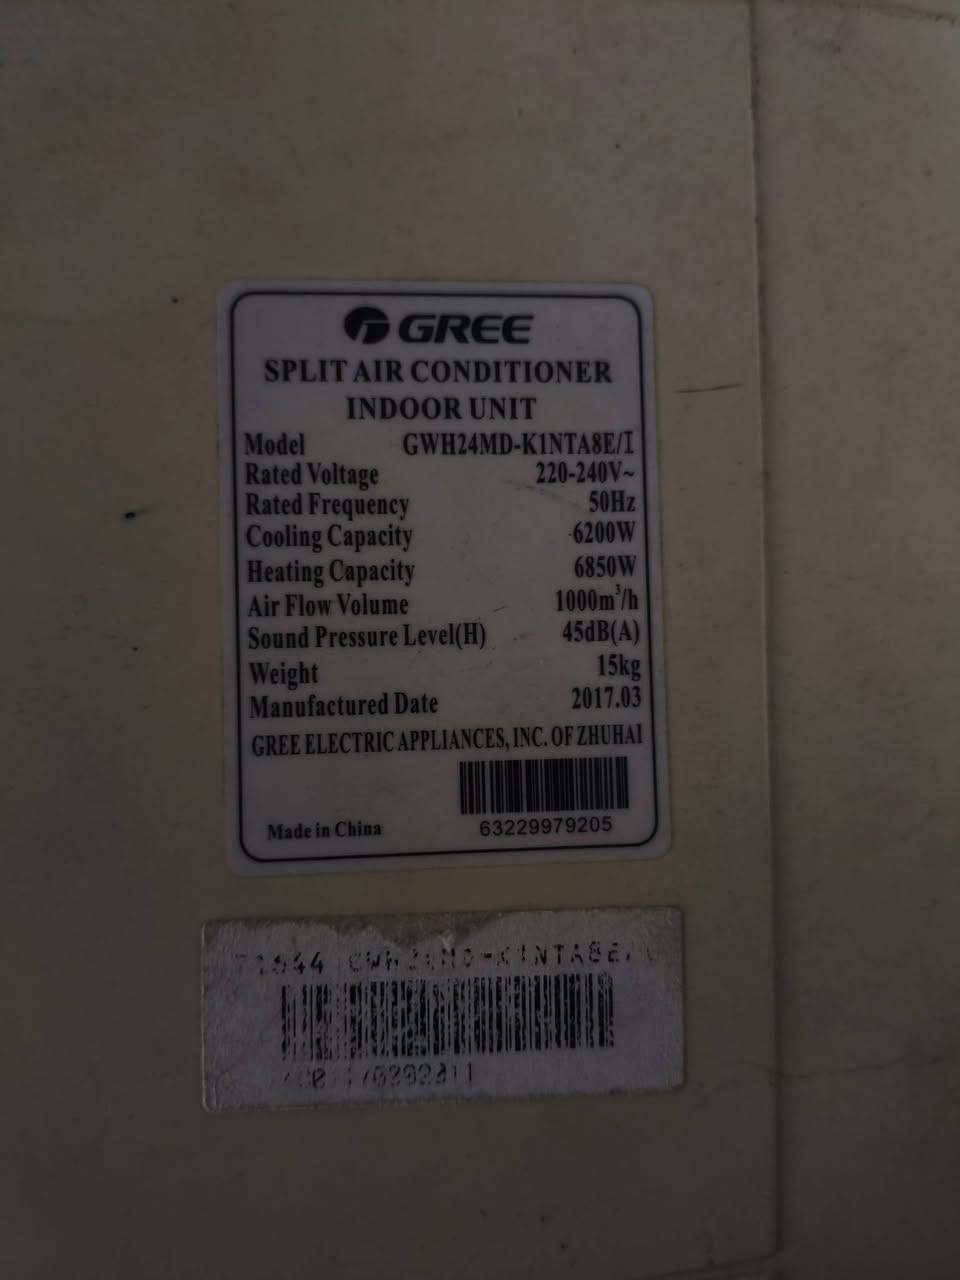 GREE
SPLIT AIR CONDITIONER
INDOOR UNIT
Model GWH24MD-K1NTA8E/I
Rated Voltage 220-240V~
Rated Frequency 50Hz
Cooling Capacity 6200W
Heating Capacity 6850W
Air Flow Volume 1000m³/h
Sound Pressure Level(H) 45dB(A)
Weight 15kg
Manufactured Date 2017.03
GREE ELECTRIC APPLIANCES, INC. OF ZHUHAI
Made in China 63229979205